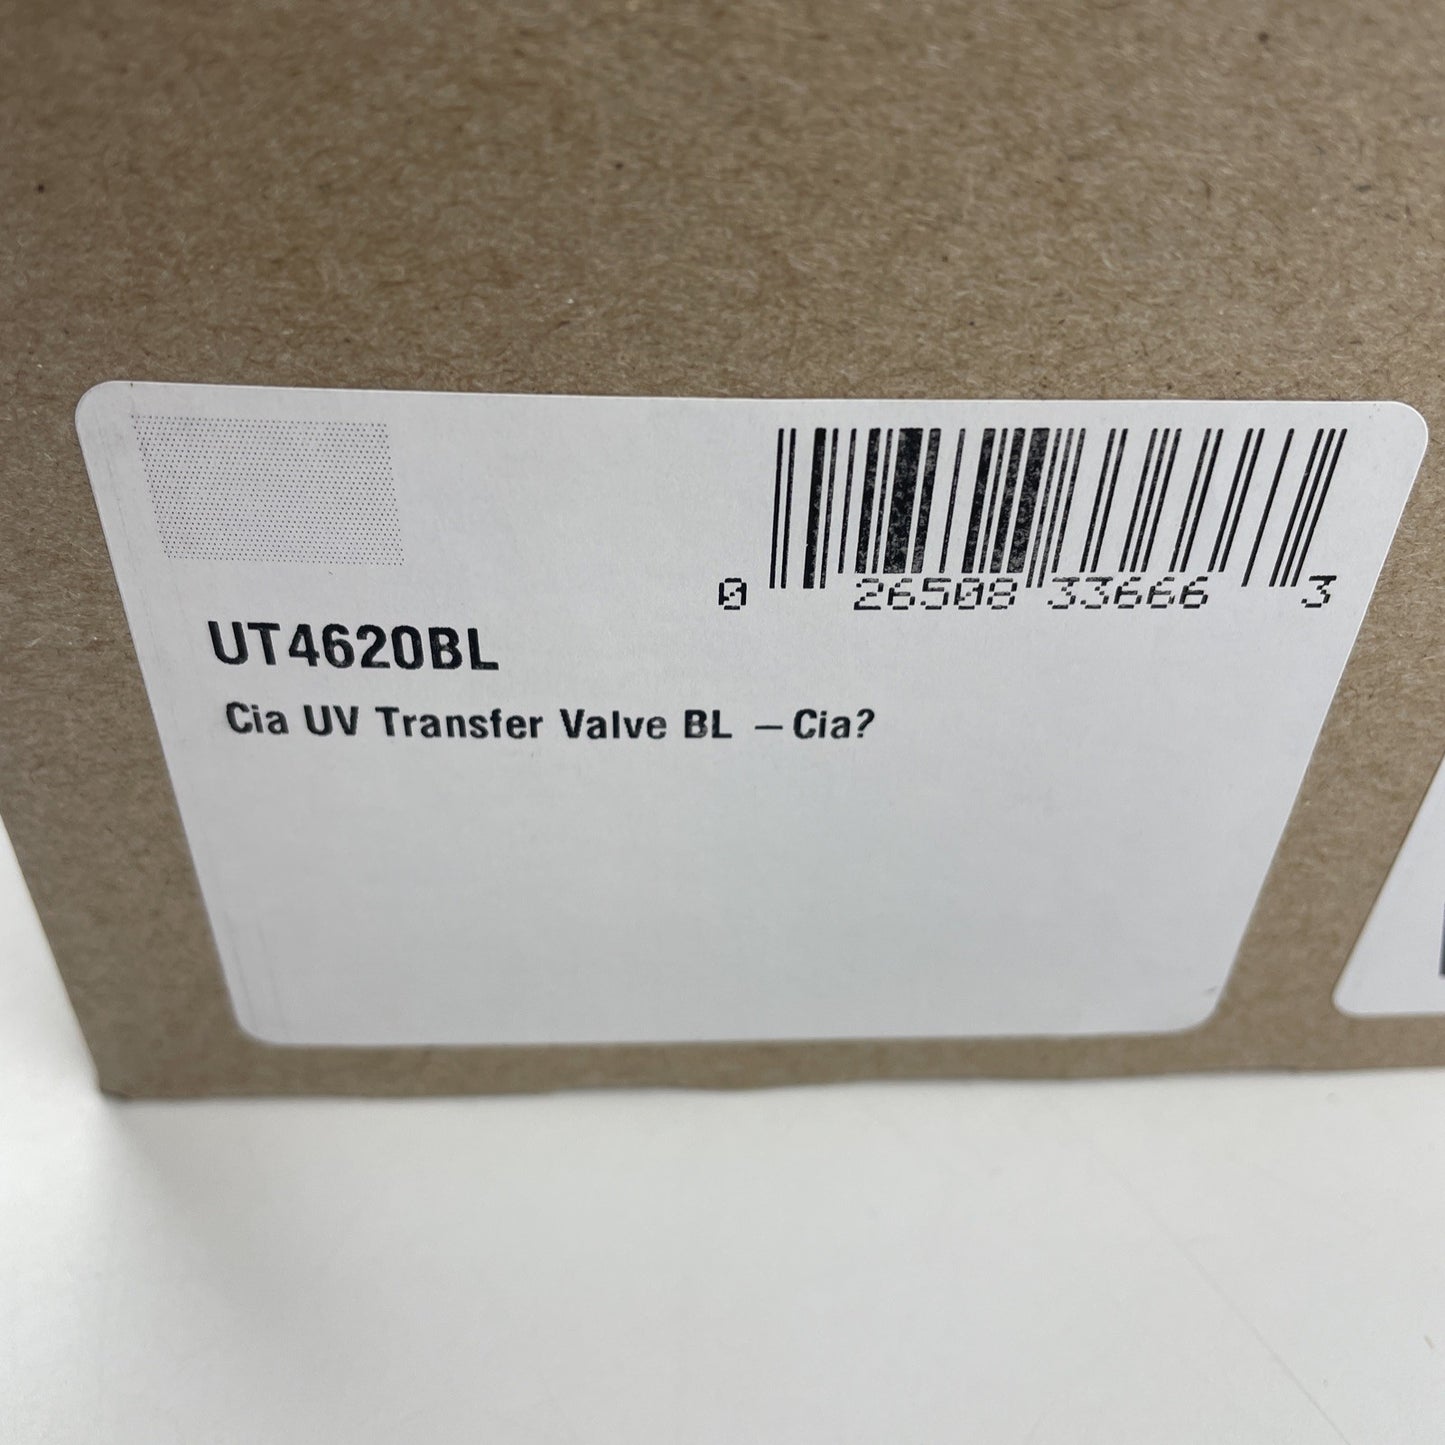 0 26508 33666 3
UT4620BL
Cia UV Transfer Valve BL – Cia?